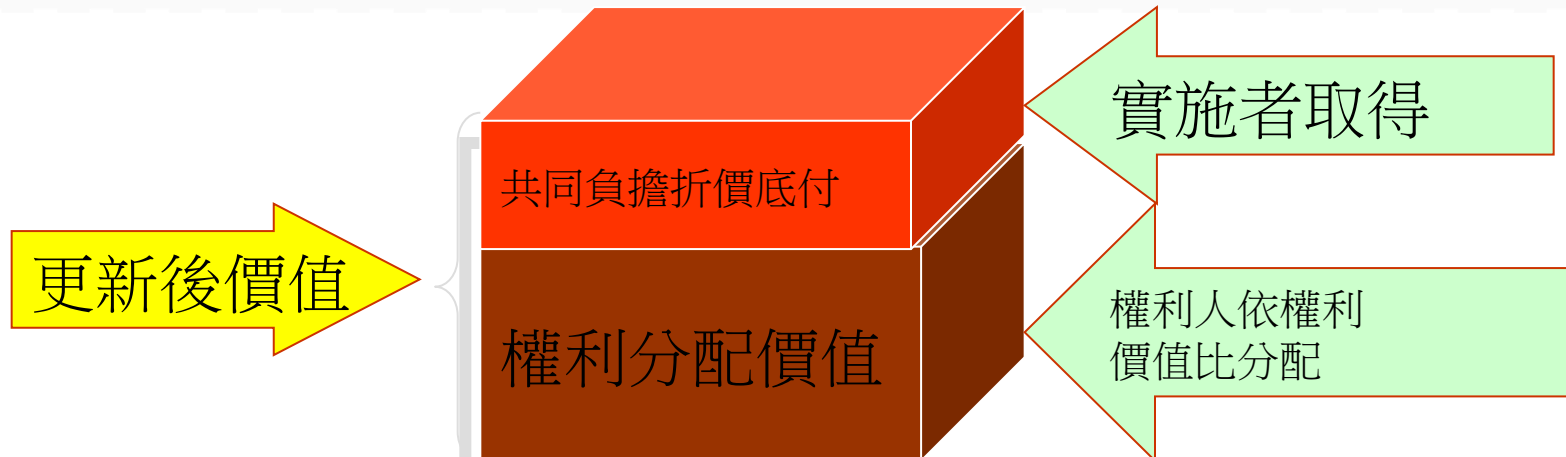 實施者取得
共同負擔折價底付
更新後價值
權利人依權利
價值比分配
權利分配價值